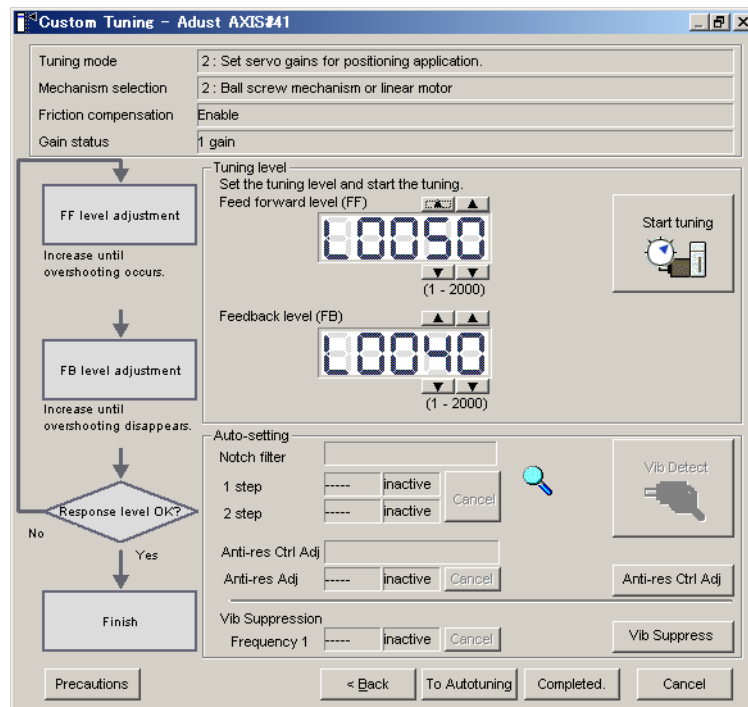 Custom Tuning - Adust AXIS#41
Tuning mode 2 : Set servo gains for positioning application.
Mechanism selection 2 : Ball screw mechanism or linear motor
Friction compensation Enable
Gain status 1 gain
Tuning level
Set the tuning level and start the tuning.
Feed forward level (FF)
L0050
(1 - 2000)
Start tuning
Feedback level (FB)
L0040
(1 - 2000)
FF level adjustment
Increase until
overshooting occurs.
FB level adjustment
Increase until
overshooting disappears.
Response level OK?
No
Yes
Finish
Auto-setting
Notch filter
1 step ----- inactive
2 step ----- inactive
Cancel
Vib Detect
Anti-res Ctrl Adj
Anti-res Adj ----- inactive Cancel
Anti-res Ctrl Adj
Vib Suppression
Frequency 1 ----- inactive Cancel
Vib Suppress
Precautions < Back To Autotuning Completed. Cancel